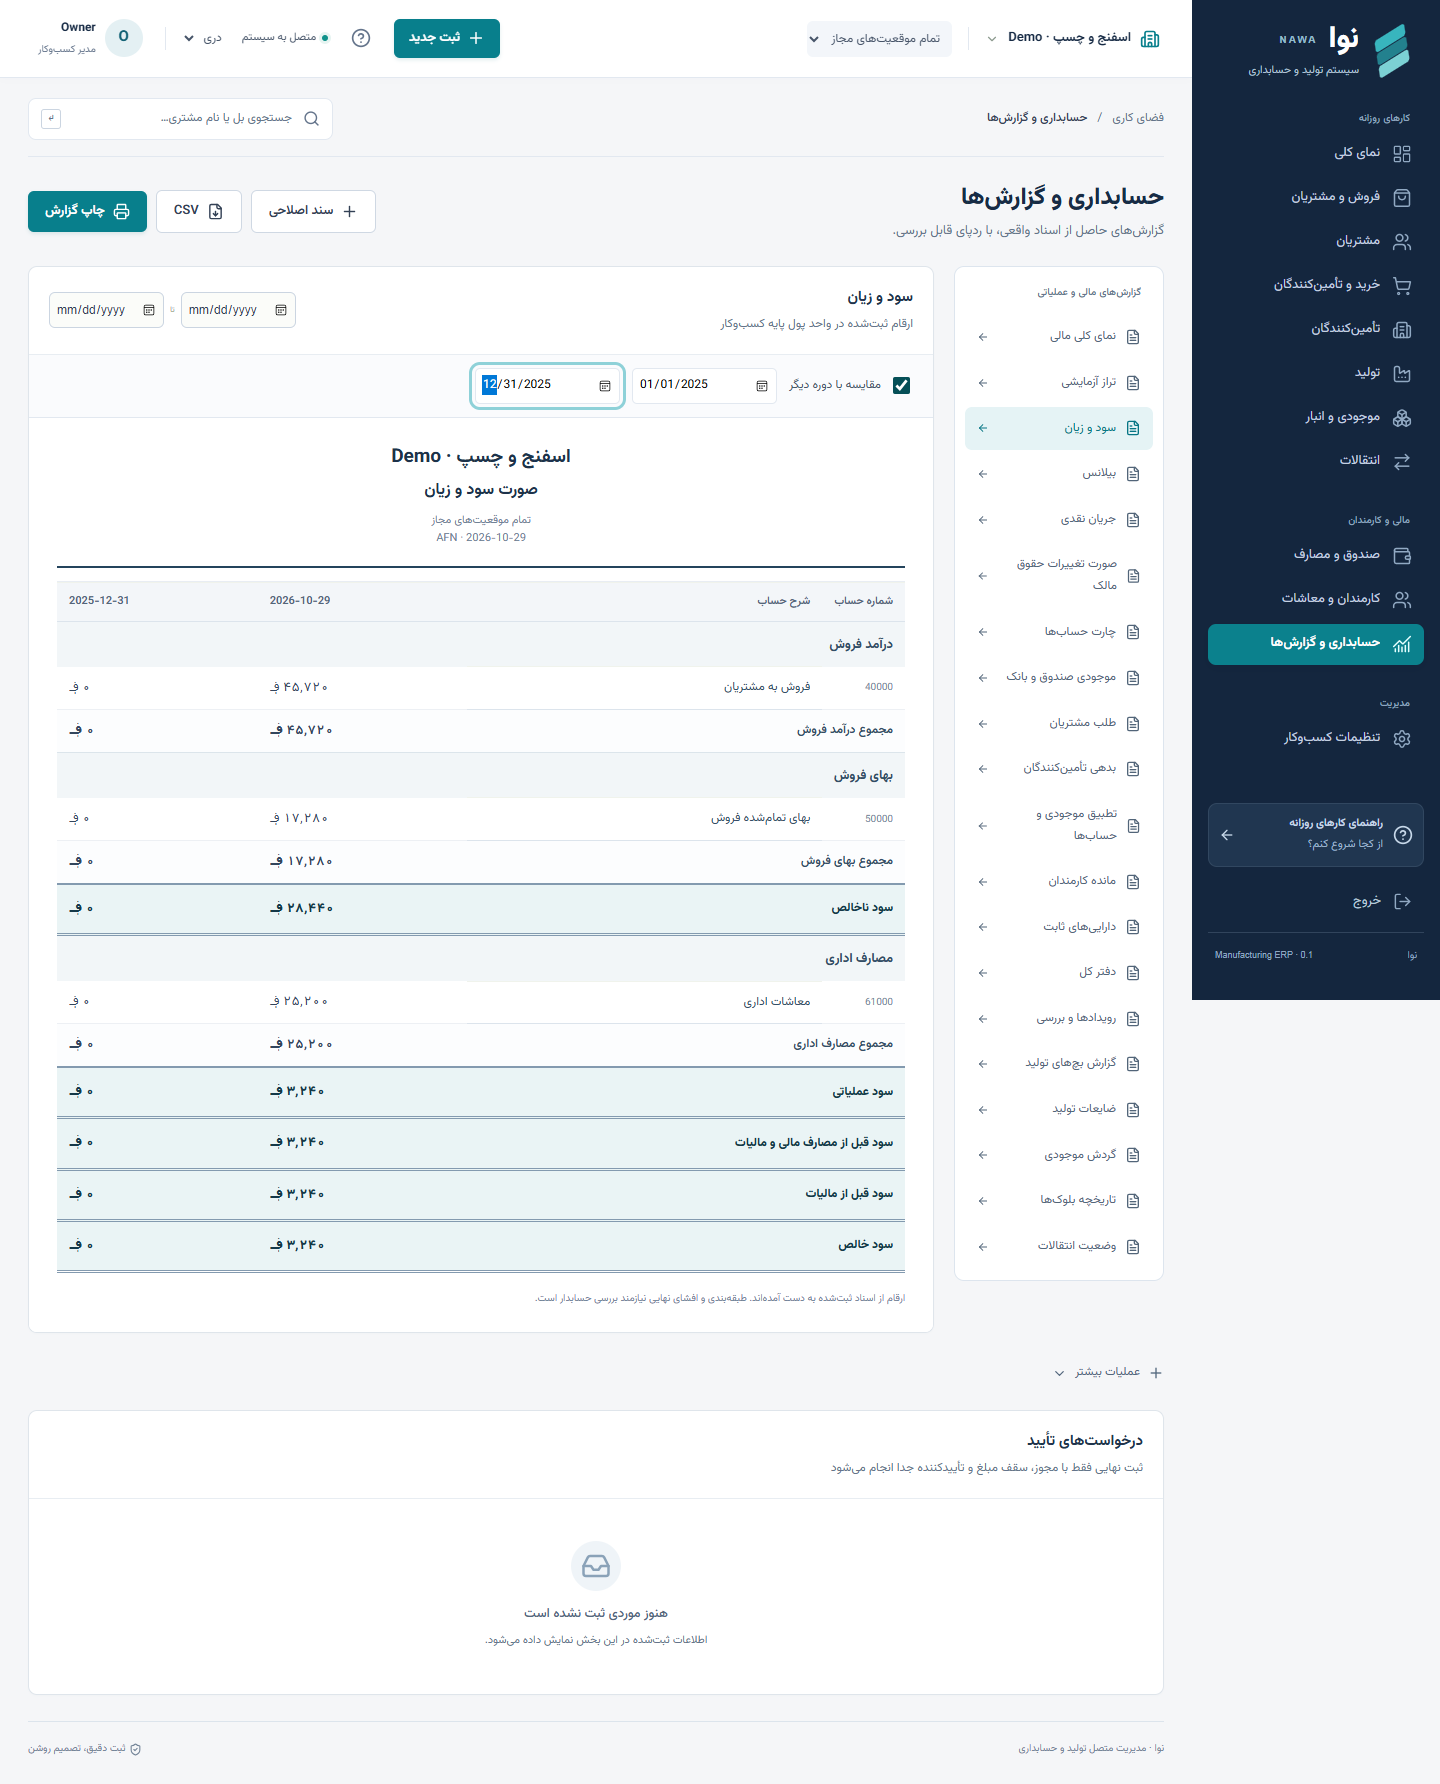 نوا
NAWA
سیستم تولید و حسابداری
کارهای روزانه
نمای کلی
فروش و مشتریان
مشتریان
خرید و تأمین‌کنندگان
تأمین‌کنندگان
تولید
موجودی و انبار
انتقالات
مالی و کارمندان
صندوق و مصارف
کارمندان و معاشات
حسابداری و گزارش‌ها
مدیریت
تنظیمات کسب‌وکار
راهنمای کارهای روزانه
از کجا شروع کنم؟
خروج
نوا
Manufacturing ERP · 0.1
اسفنج و چسپ · Demo
تمام موقعیت‌های مجاز
ثبت جدید
متصل به سیستم
دری
O
Owner
مدیر کسب‌وکار
فضای کاری / حسابداری و گزارش‌ها
جستجوی بل یا نام مشتری...
حسابداری و گزارش‌ها
گزارش‌های حاصل از اسناد واقعی، با ردپای قابل بررسی.
سند اصلاحی
CSV
چاپ گزارش
گزارش‌های مالی و عملیاتی
نمای کلی مالی
تراز آزمایشی
سود و زیان
بیلانس
جریان نقدی
صورت تغییرات حقوق
مالک
چارت حساب‌ها
موجودی صندوق و بانک
طلب مشتریان
بدهی تأمین‌کنندگان
تطبیق موجودی و
حساب‌ها
مانده کارمندان
دارایی‌های ثابت
دفتر کل
رویدادها و بررسی
گزارش بچ‌های تولید
ضایعات تولید
گردش موجودی
تاریخچه بلوک‌ها
وضعیت انتقالات
سود و زیان
ارقام ثبت‌شده در واحد پول پایه کسب‌وکار
mm/dd/yyyy تا mm/dd/yyyy
مقایسه با دوره دیگر
01/01/2025
12/31/2025
اسفنج و چسپ · Demo
صورت سود و زیان
تمام موقعیت‌های مجاز
AFN · 2026-10-29
شماره حساب شرح حساب 2026-10-29 2025-12-31
درآمد فروش
40000 فروش به مشتریان ۴۵,۷۲۰ ؋ ۰ ؋
مجموع درآمد فروش ۴۵,۷۲۰ ؋ ۰ ؋
بهای فروش
50000 بهای تمام‌شده فروش ۱۷,۲۸۰ ؋ ۰ ؋
مجموع بهای فروش ۱۷,۲۸۰ ؋ ۰ ؋
سود ناخالص ۲۸,۴۴۰ ؋ ۰ ؋
مصارف اداری
61000 معاشات اداری ۲۵,۲۰۰ ؋ ۰ ؋
مجموع مصارف اداری ۲۵,۲۰۰ ؋ ۰ ؋
سود عملیاتی ۳,۲۴۰ ؋ ۰ ؋
سود قبل از مصارف مالی و مالیات ۳,۲۴۰ ؋ ۰ ؋
سود قبل از مالیات ۳,۲۴۰ ؋ ۰ ؋
سود خالص ۳,۲۴۰ ؋ ۰ ؋
ارقام از اسناد ثبت‌شده به دست آمده‌اند. طبقه‌بندی و افشای نهایی نیازمند بررسی حسابدار است.
عملیات بیشتر
درخواست‌های تأیید
ثبت نهایی فقط با مجوز، سقف مبلغ و تأییدکننده جدا انجام می‌شود
هنوز موردی ثبت نشده است
اطلاعات ثبت‌شده در این بخش نمایش داده می‌شود.
نوا · مدیریت متصل تولید و حسابداری
ثبت دقیق، تصمیم روشن